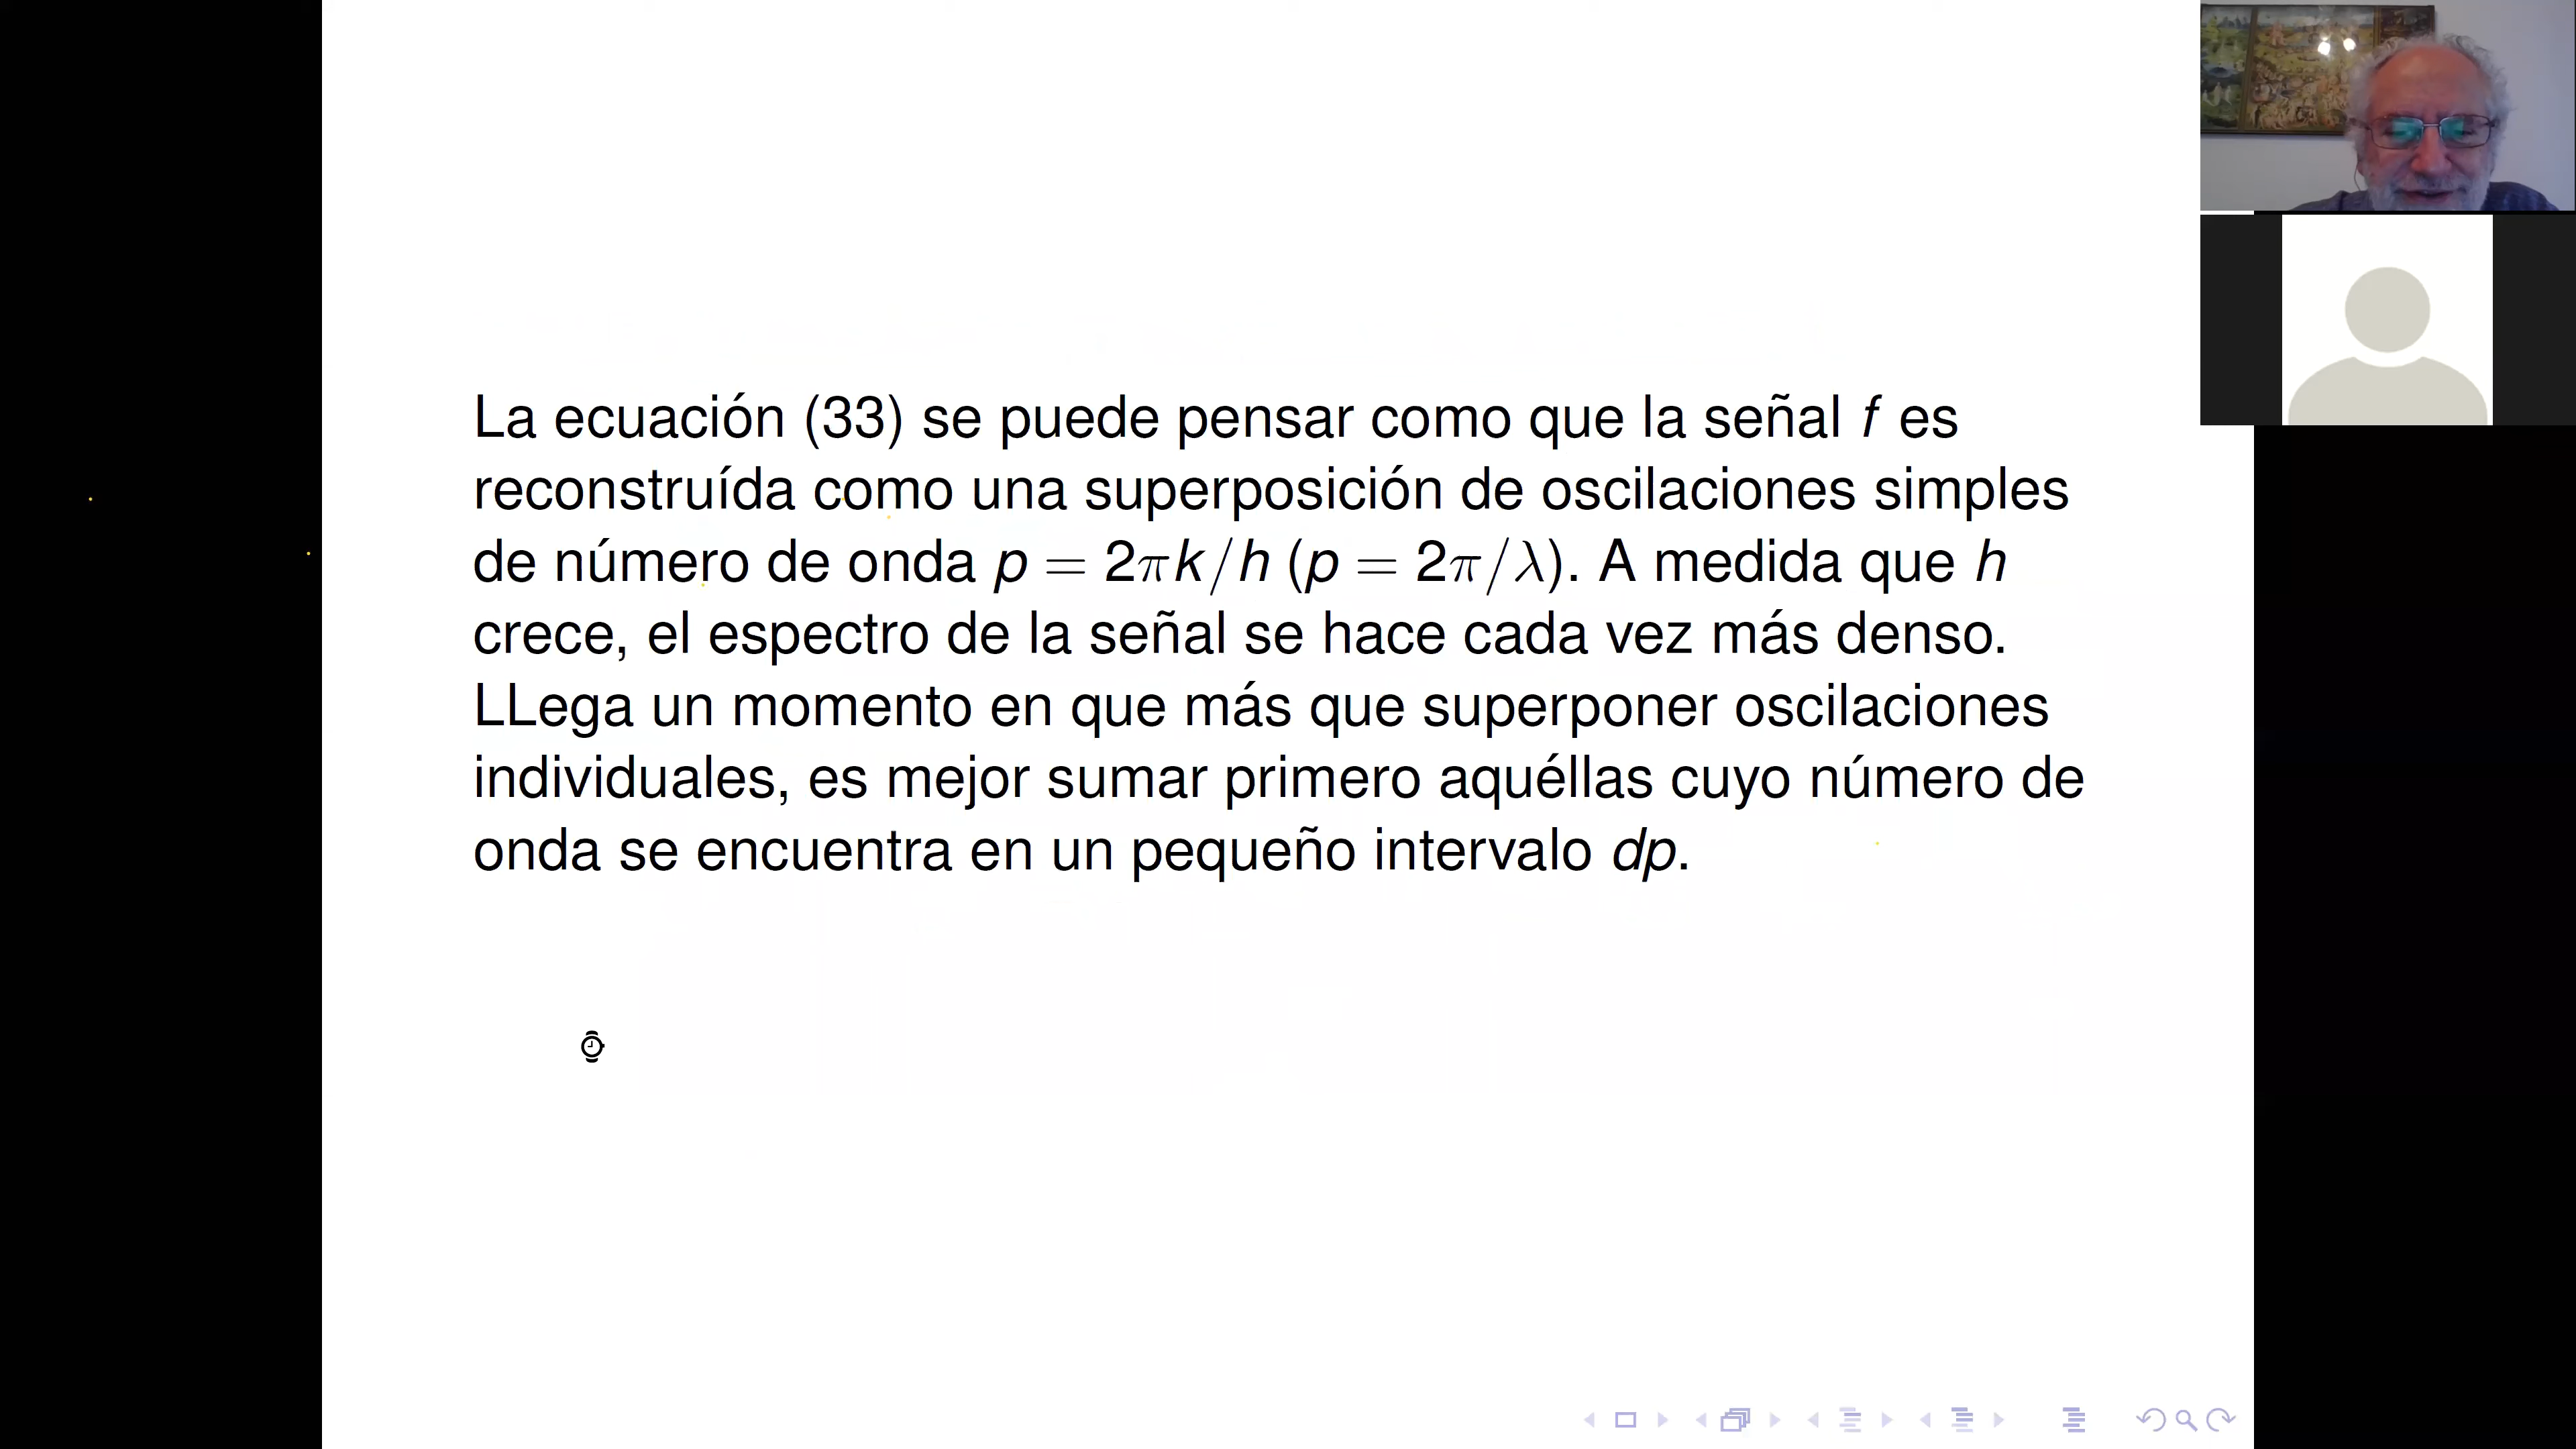 La ecuación (33) se puede pensar como que la señal f es
reconstruída como una superposición de oscilaciones simples
de número de onda p = 2πk/h (p = 2π/λ). A medida que h
crece, el espectro de la señal se hace cada vez más denso.
LLega un momento en que más que superponer oscilaciones
individuales, es mejor sumar primero aquéllas cuyo número de
onda se encuentra en un pequeño intervalo dp.